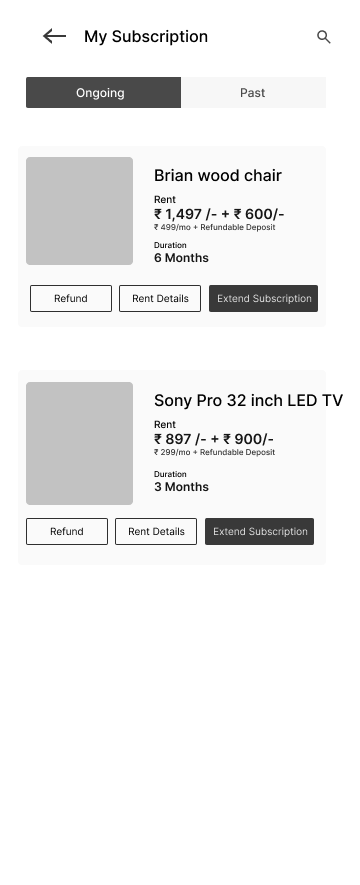 My Subscription
Ongoing Past
Brian wood chair
Rent
₹ 1,497 /- + ₹ 600/-
₹ 499/mo + Refundable Deposit
Duration
6 Months
Refund Rent Details Extend Subscription
Sony Pro 32 inch LED TV
Rent
₹ 897 /- + ₹ 900/-
₹ 299/mo + Refundable Deposit
Duration
3 Months
Refund Rent Details Extend Subscription